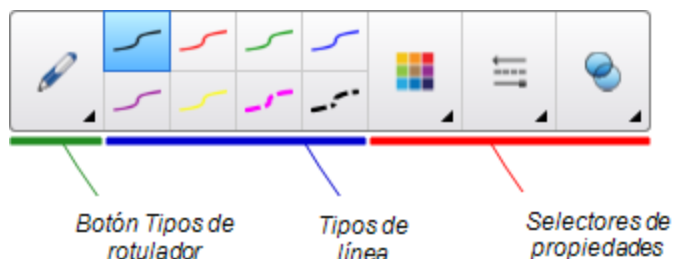 Botón Tipos de
rotulador
Tipos de
línea
Selectores de
propiedades